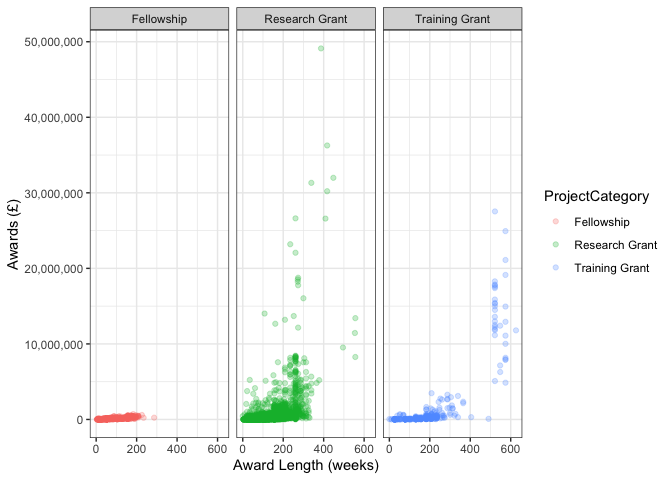 Fellowship Research Grant Training Grant
50,000,000
40,000,000
30,000,000
20,000,000
10,000,000
0
Awards (£)
0 200 400 600 0 200 400 600 0 200 400 600
Award Length (weeks)
ProjectCategory
Fellowship
Research Grant
Training Grant